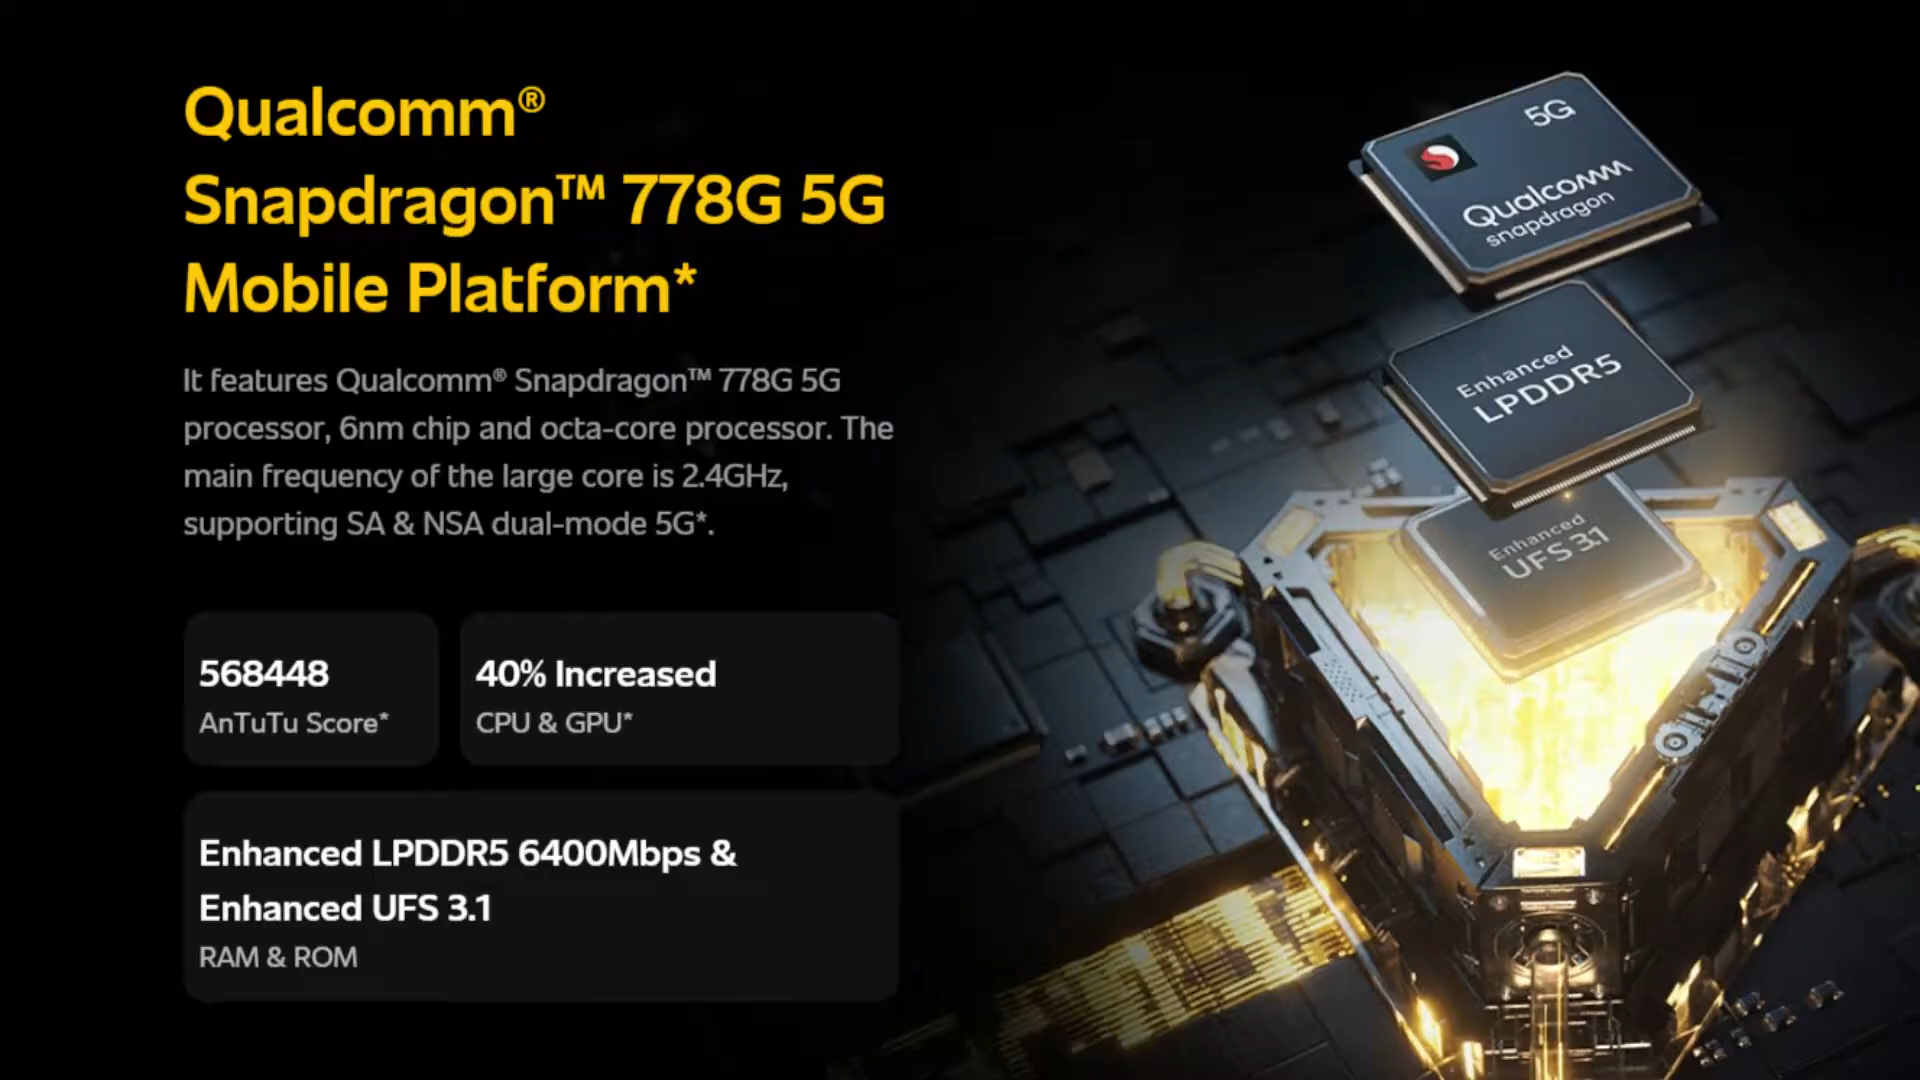 Qualcomm®
Snapdragon™ 778G 5G
Mobile Platform*
It features Qualcomm® Snapdragon™ 778G 5G
processor, 6nm chip and octa-core processor. The
main frequency of the large core is 2.4GHz,
supporting SA & NSA dual-mode 5G*.
568448
AnTuTu Score*
40% Increased
CPU & GPU*
Enhanced LPDDR5 6400Mbps &
Enhanced UFS 3.1
RAM & ROM
5G
Qualcomm
snapdragon
Enhanced
LPDDR5
Enhanced
UFS 3.1